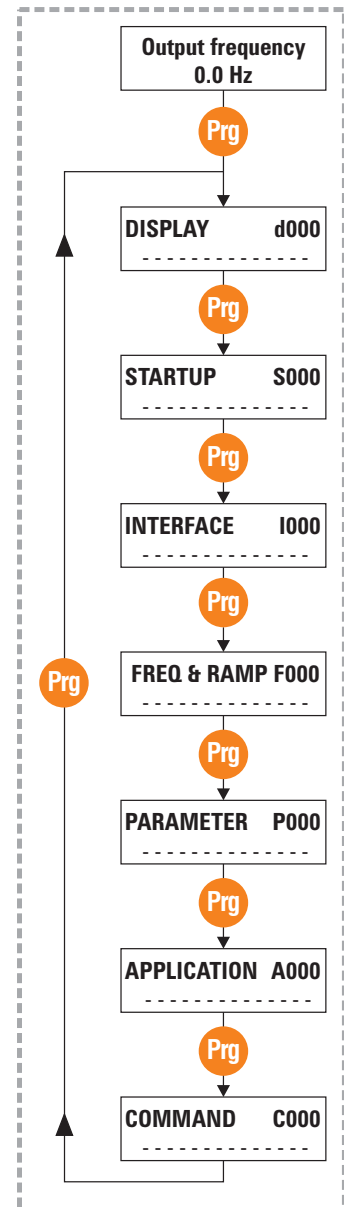 Output frequency
0.0 Hz
Prg
DISPLAY d000
- - - - - - - - - - - - - -
Prg
STARTUP S000
- - - - - - - - - - - - - -
Prg
INTERFACE I000
- - - - - - - - - - - - - -
Prg
FREQ & RAMP F000
- - - - - - - - - - - - - -
Prg
Prg
PARAMETER P000
- - - - - - - - - - - - - -
Prg
APPLICATION A000
- - - - - - - - - - - - - -
Prg
COMMAND C000
- - - - - - - - - - - - - -